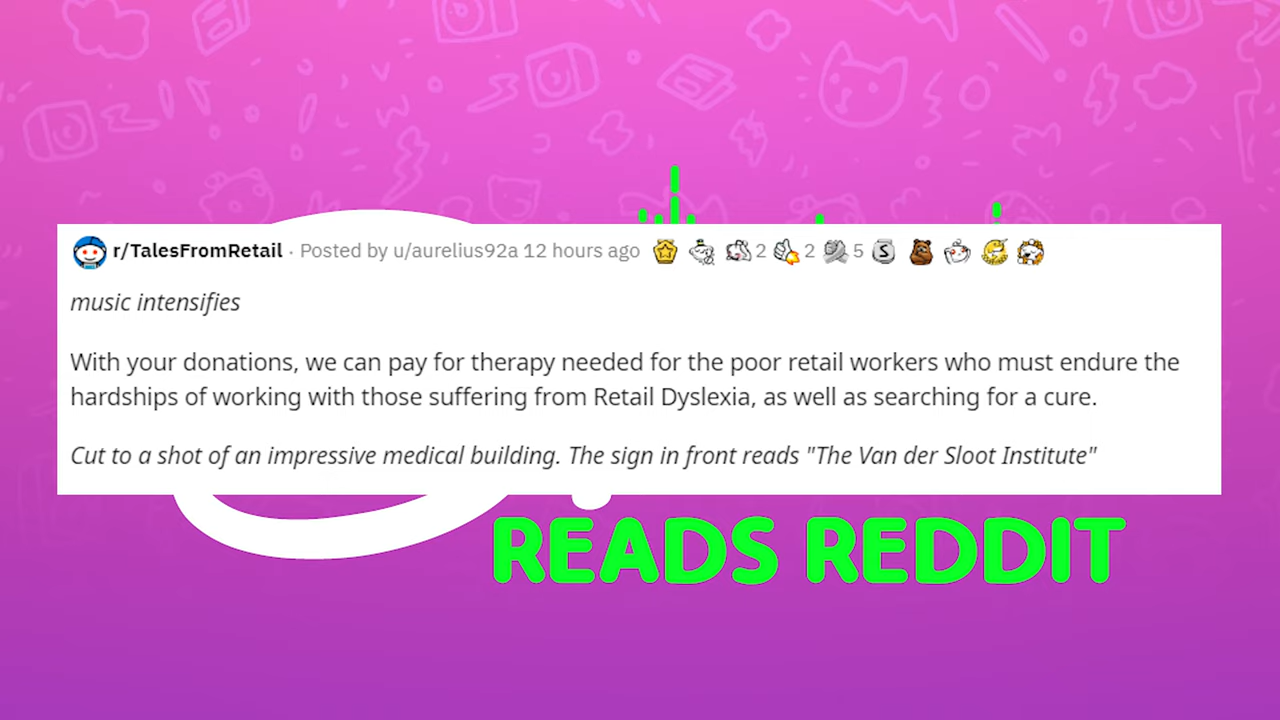 r/TalesFromRetail · Posted by u/aurelius92a 12 hours ago 2 2 5 S
music intensifies
With your donations, we can pay for therapy needed for the poor retail workers who must endure the
hardships of working with those suffering from Retail Dyslexia, as well as searching for a cure.
Cut to a shot of an impressive medical building. The sign in front reads "The Van der Sloot Institute"
READS REDDIT